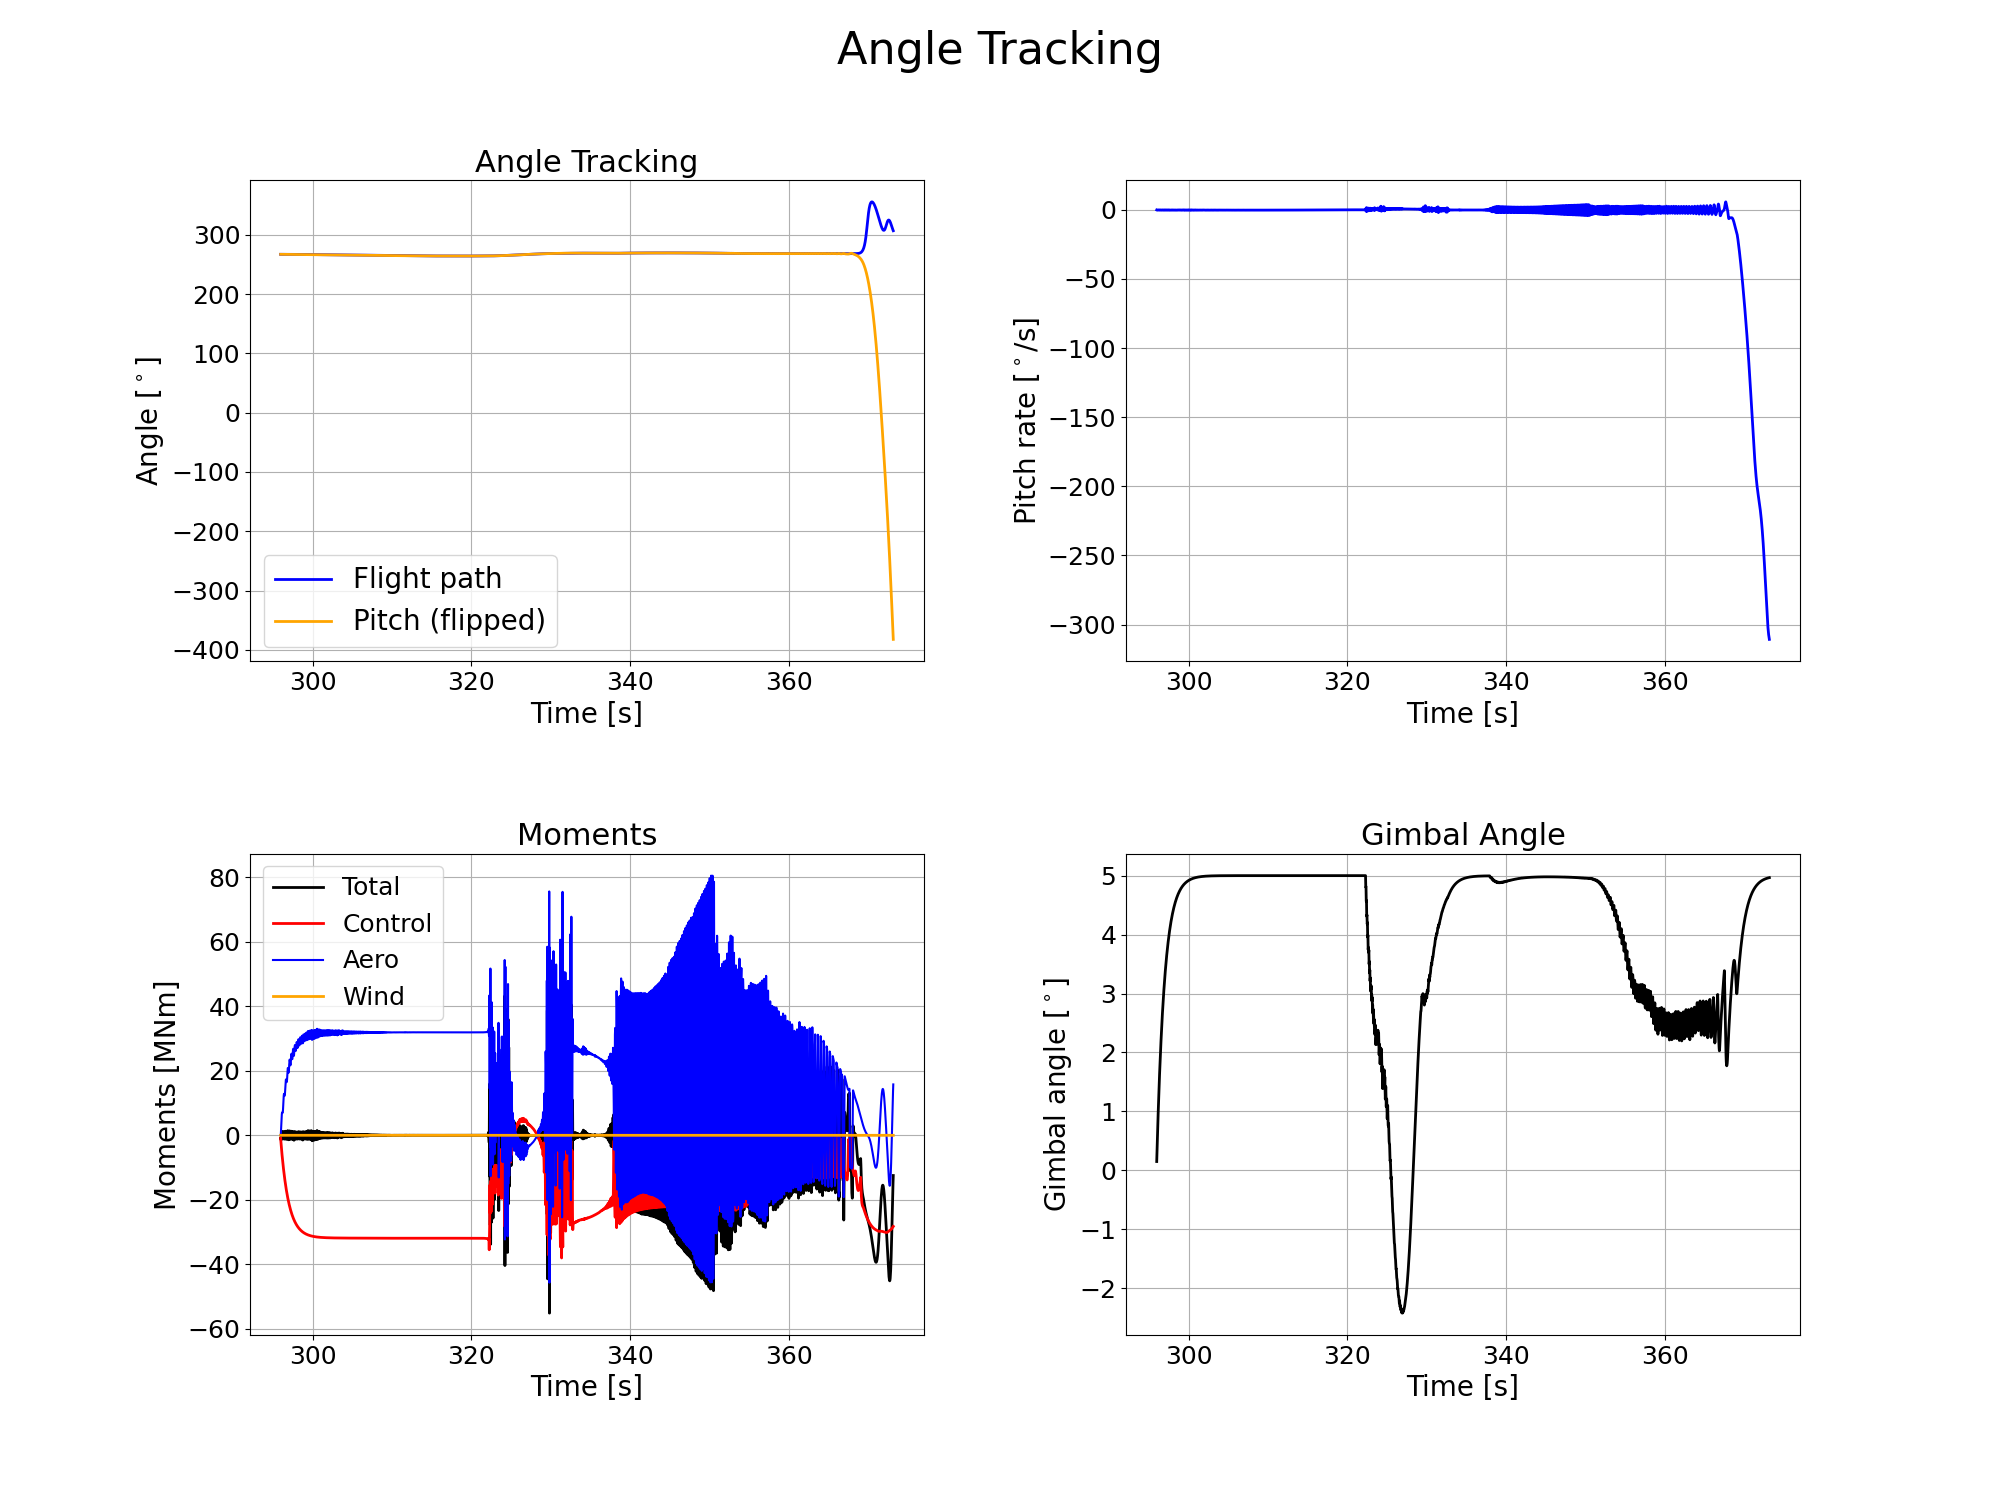 Angle Tracking
Angle Tracking
300
200
100
0
−100
−200
−300
−400
Angle [°]
Flight path
Pitch (flipped)
300 320 340 360
Time [s]
0
−50
−100
−150
−200
−250
−300
Pitch rate [°/s]
300 320 340 360
Time [s]
Moments
80
60
40
20
0
−20
−40
−60
Moments [MNm]
Total
Control
Aero
Wind
300 320 340 360
Time [s]
Gimbal Angle
5
4
3
2
1
0
−1
−2
Gimbal angle [°]
300 320 340 360
Time [s]